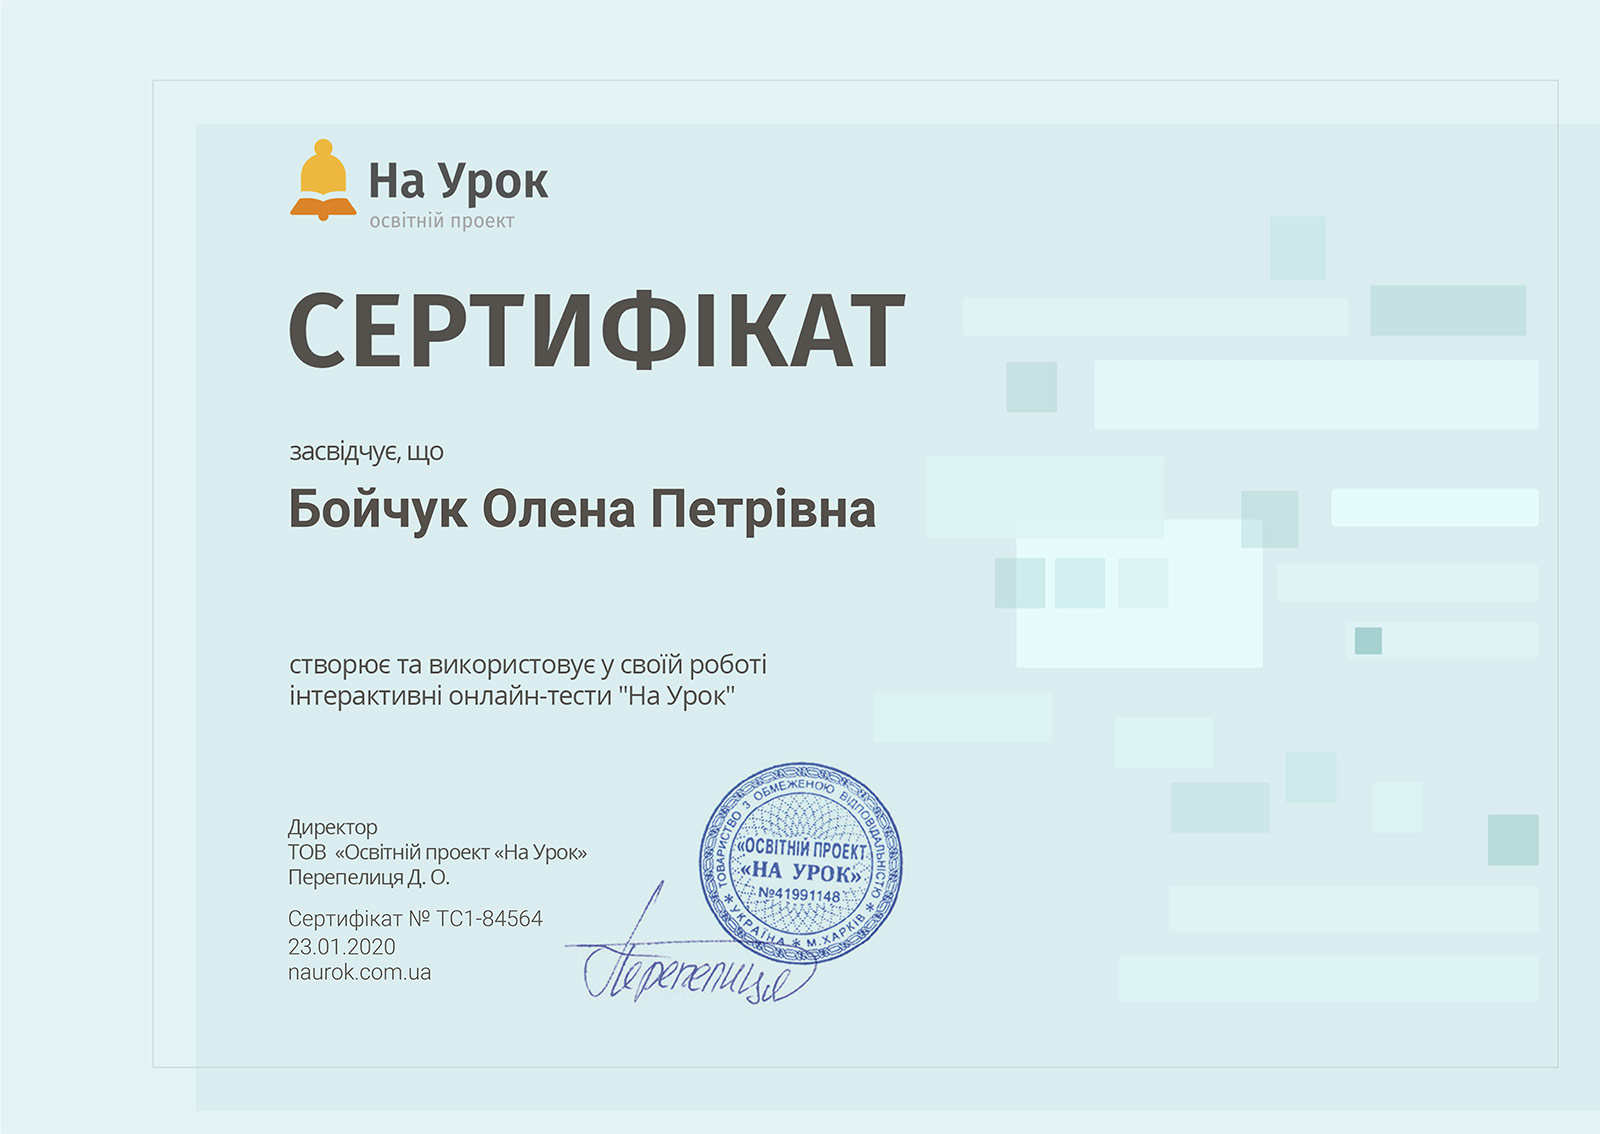 На Урок
освітній проект
СЕРТИФІКАТ
засвідчує, що
Бойчук Олена Петрівна
створює та використовує у своїй роботі
інтерактивні онлайн-тести "На Урок"
Директор
ТОВ «Освітній проект «На Урок»
Перепелиця Д. О.
Сертифікат № ТС1-84564
23.01.2020
naurok.com.ua
ТОВАРИСТВО З ОБМЕЖЕНОЮ ВІДПОВІДАЛЬНІСТЮ
«ОСВІТНІЙ ПРОЕКТ
«НА УРОК»
№41991148
* УКРАЇНА * М.ХАРКІВ *
Перепелиця